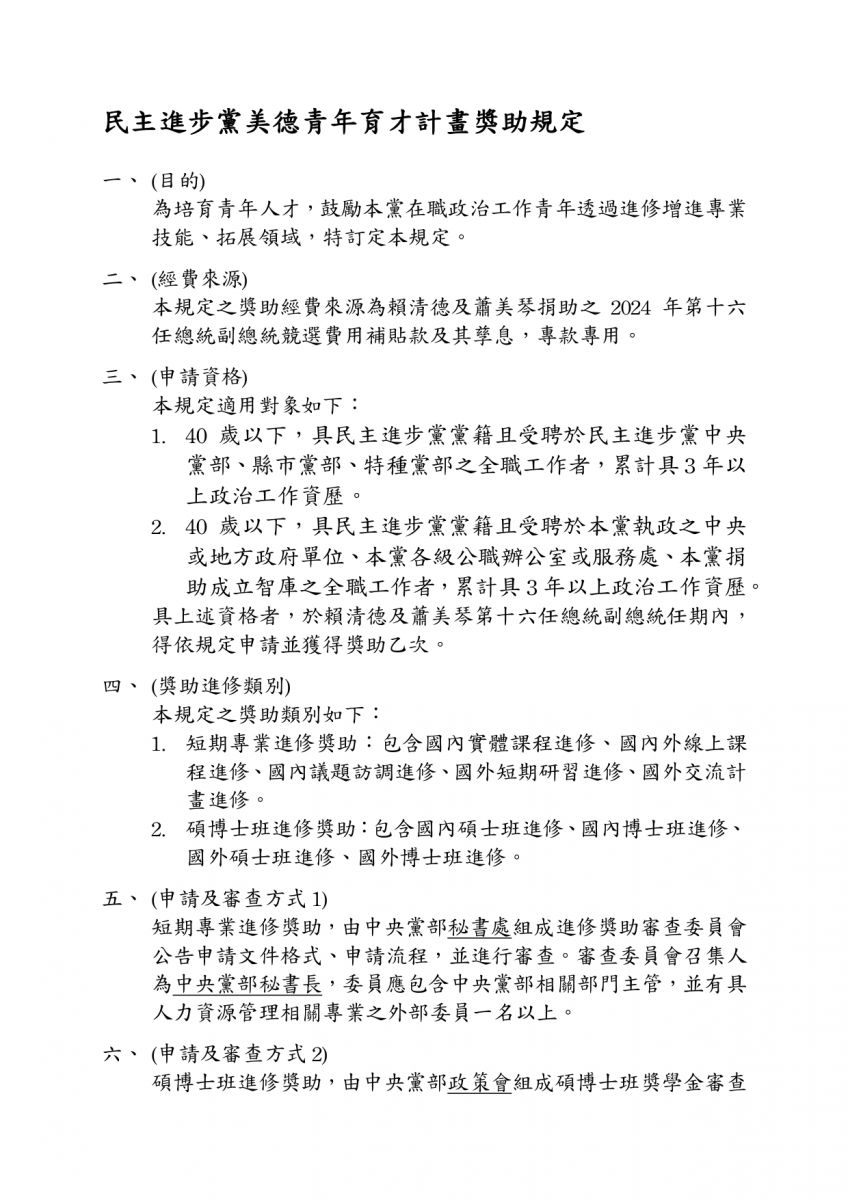 民主進步黨美德青年育才計畫獎助規定
一、 (目的)
為培育青年人才，鼓勵本黨在職政治工作青年透過進修增進專業
技能、拓展領域，特訂定本規定。
二、 (經費來源)
本規定之獎助經費來源為賴清德及蕭美琴捐助之 2024 年第十六
任總統副總統競選費用補貼款及其孳息，專款專用。
三、 (申請資格)
本規定適用對象如下：
1. 40 歲以下，具民主進步黨黨籍且受聘於民主進步黨中央
黨部、縣市黨部、特種黨部之全職工作者，累計具 3 年以
上政治工作資歷。
2. 40 歲以下，具民主進步黨黨籍且受聘於本黨執政之中央
或地方政府單位、本黨各級公職辦公室或服務處、本黨捐
助成立智庫之全職工作者，累計具 3 年以上政治工作資歷。
具上述資格者，於賴清德及蕭美琴第十六任總統副總統任期內，
得依規定申請並獲得獎助乙次。
四、 (獎助進修類別)
本規定之獎助類別如下：
1. 短期專業進修獎助：包含國內實體課程進修、國內外線上課
程進修、國內議題訪調進修、國外短期研習進修、國外交流計
畫進修。
2. 碩博士班進修獎助：包含國內碩士班進修、國內博士班進修、
國外碩士班進修、國外博士班進修。
五、 (申請及審查方式 1)
短期專業進修獎助，由中央黨部秘書處組成進修獎助審查委員會
公告申請文件格式、申請流程，並進行審查。審查委員會召集人
為中央黨部秘書長，委員應包含中央黨部相關部門主管，並有具
人力資源管理相關專業之外部委員一名以上。
六、 (申請及審查方式 2)
碩博士班進修獎助，由中央黨部政策會組成碩博士班獎學金審查